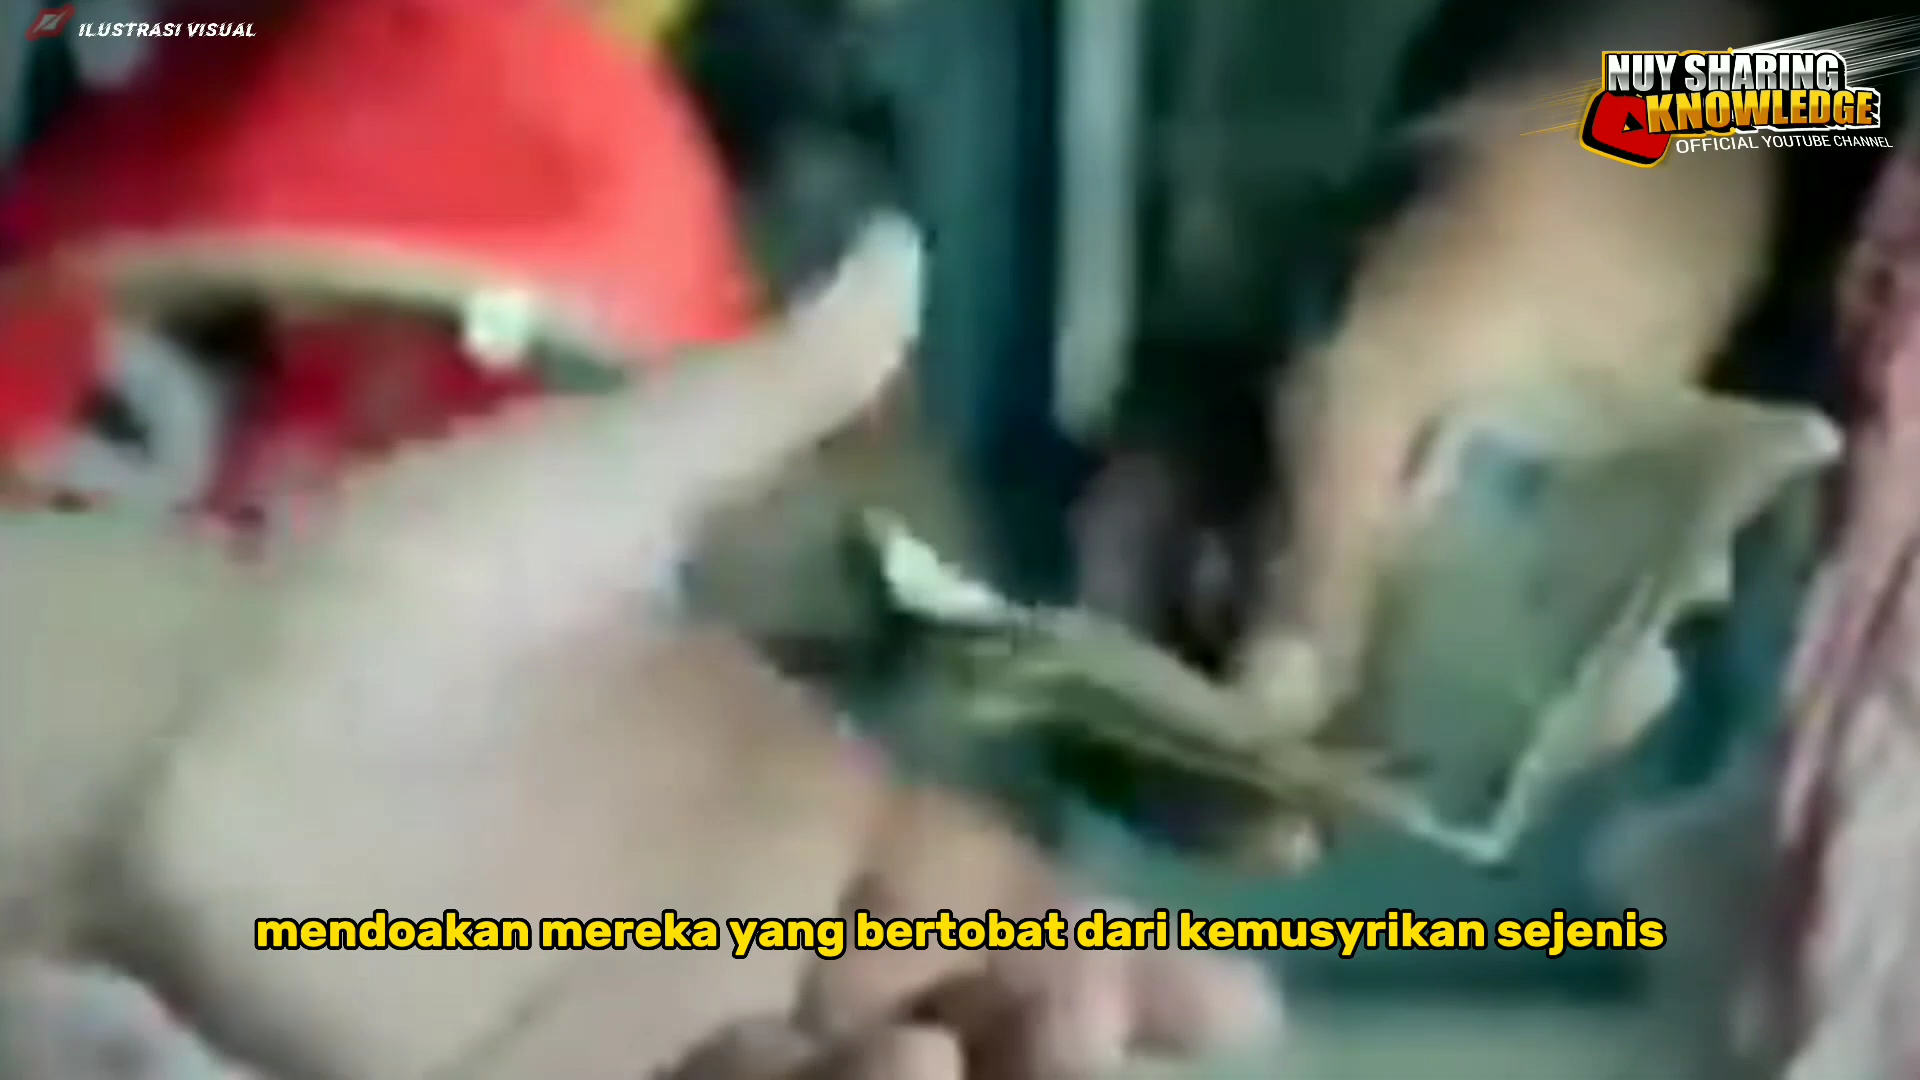 ILUSTRASI VISUAL
NUY SHARING
KNOWLEDGE
OFFICIAL YOUTUBE CHANNEL
mendoakan mereka yang bertobat dari kemusyrikan sejenis